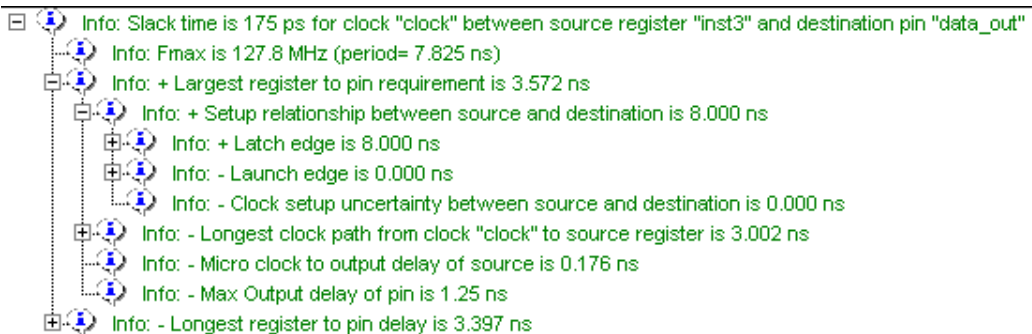 Info: Slack time is 175 ps for clock "clock" between source register "inst3" and destination pin "data_out"
Info: Fmax is 127.8 MHz (period= 7.825 ns)
Info: + Largest register to pin requirement is 3.572 ns
Info: + Setup relationship between source and destination is 8.000 ns
Info: + Latch edge is 8.000 ns
Info: - Launch edge is 0.000 ns
Info: - Clock setup uncertainty between source and destination is 0.000 ns
Info: - Longest clock path from clock "clock" to source register is 3.002 ns
Info: - Micro clock to output delay of source is 0.176 ns
Info: - Max Output delay of pin is 1.25 ns
Info: - Longest register to pin delay is 3.397 ns